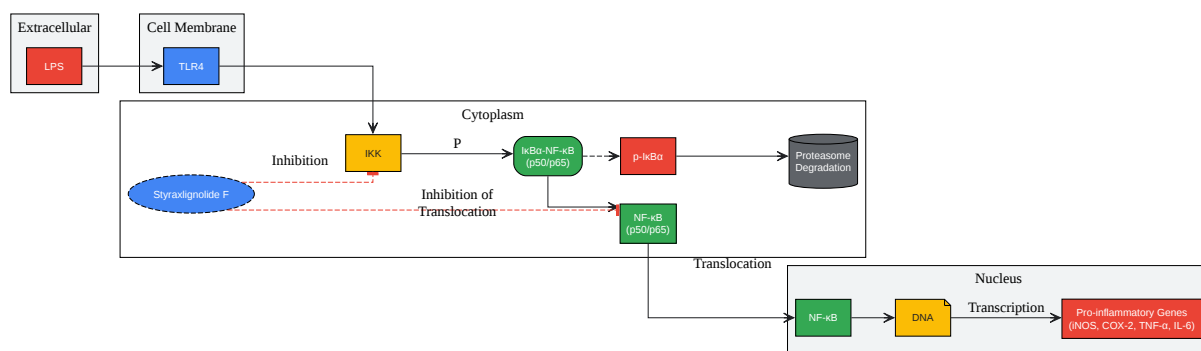 Extracellular
LPS
Cell Membrane
TLR4
Cytoplasm
IKK
P
IκBα-NF-κB
(p50/p65)
p-IκBα
Proteasome
Degradation
Inhibition
Styraxlignolide F
Inhibition of
Translocation
NF-κB
(p50/p65)
Translocation
Nucleus
NF-κB
DNA
Transcription
Pro-inflammatory Genes
(iNOS, COX-2, TNF-α, IL-6)